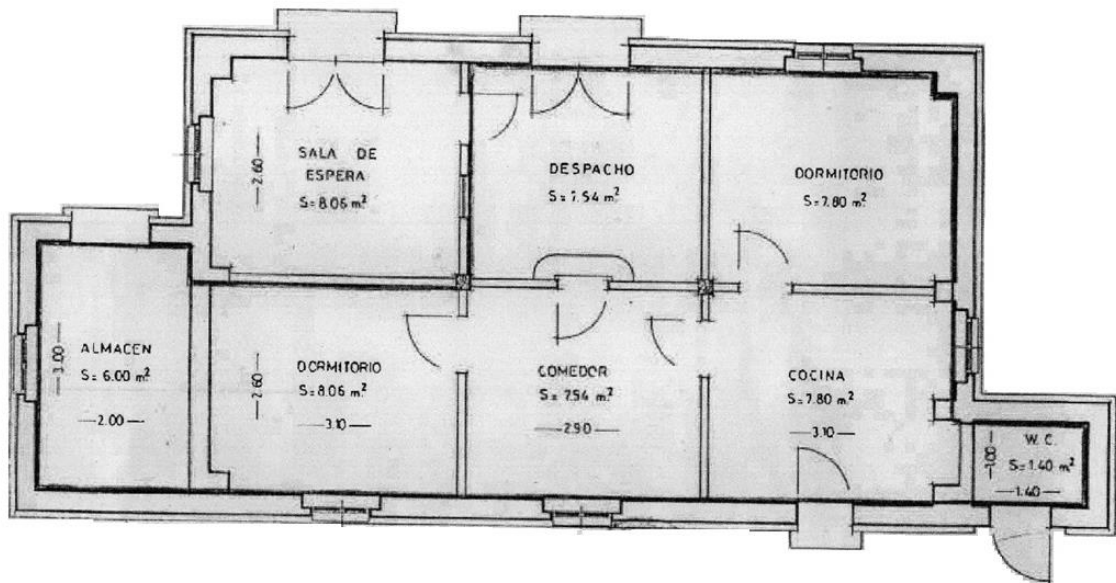 SALA DE
ESPERA
S=8.06 m²
2.60
DESPACHO
S=7.54 m²
DORMITORIO
S=7.80 m²
ALMACEN
S=6.00 m²
3.00
2.00
DORMITORIO
S=8.06 m²
2.60
3.10
COMEDOR
S=7.54 m²
2.90
COCINA
S=7.80 m²
3.10
W.C.
S=1.40 m²
1.00
1.40